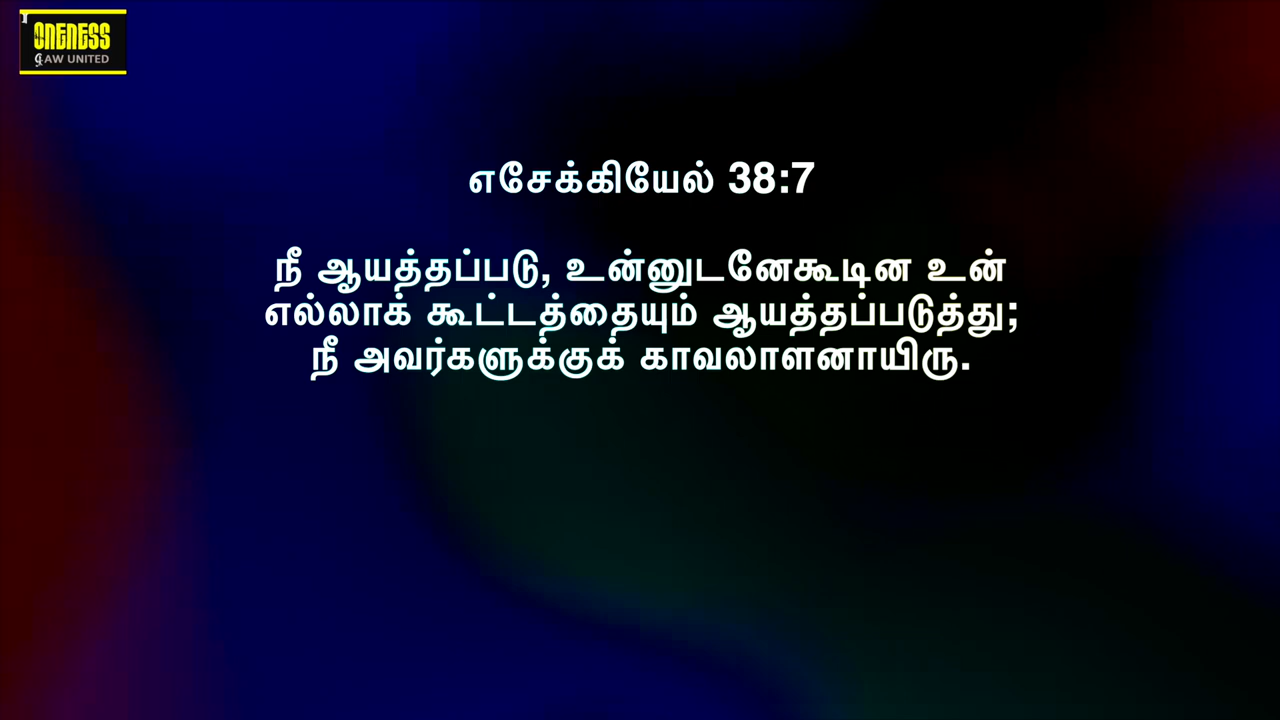 ONENESS
LAW UNITED
எசேக்கியேல் 38:7
நீ ஆயத்தப்படு, உன்னுடனேகூடின உன்
எல்லாக் கூட்டத்தையும் ஆயத்தப்படுத்து;
நீ அவர்களுக்குக் காவலாளனாயிரு.